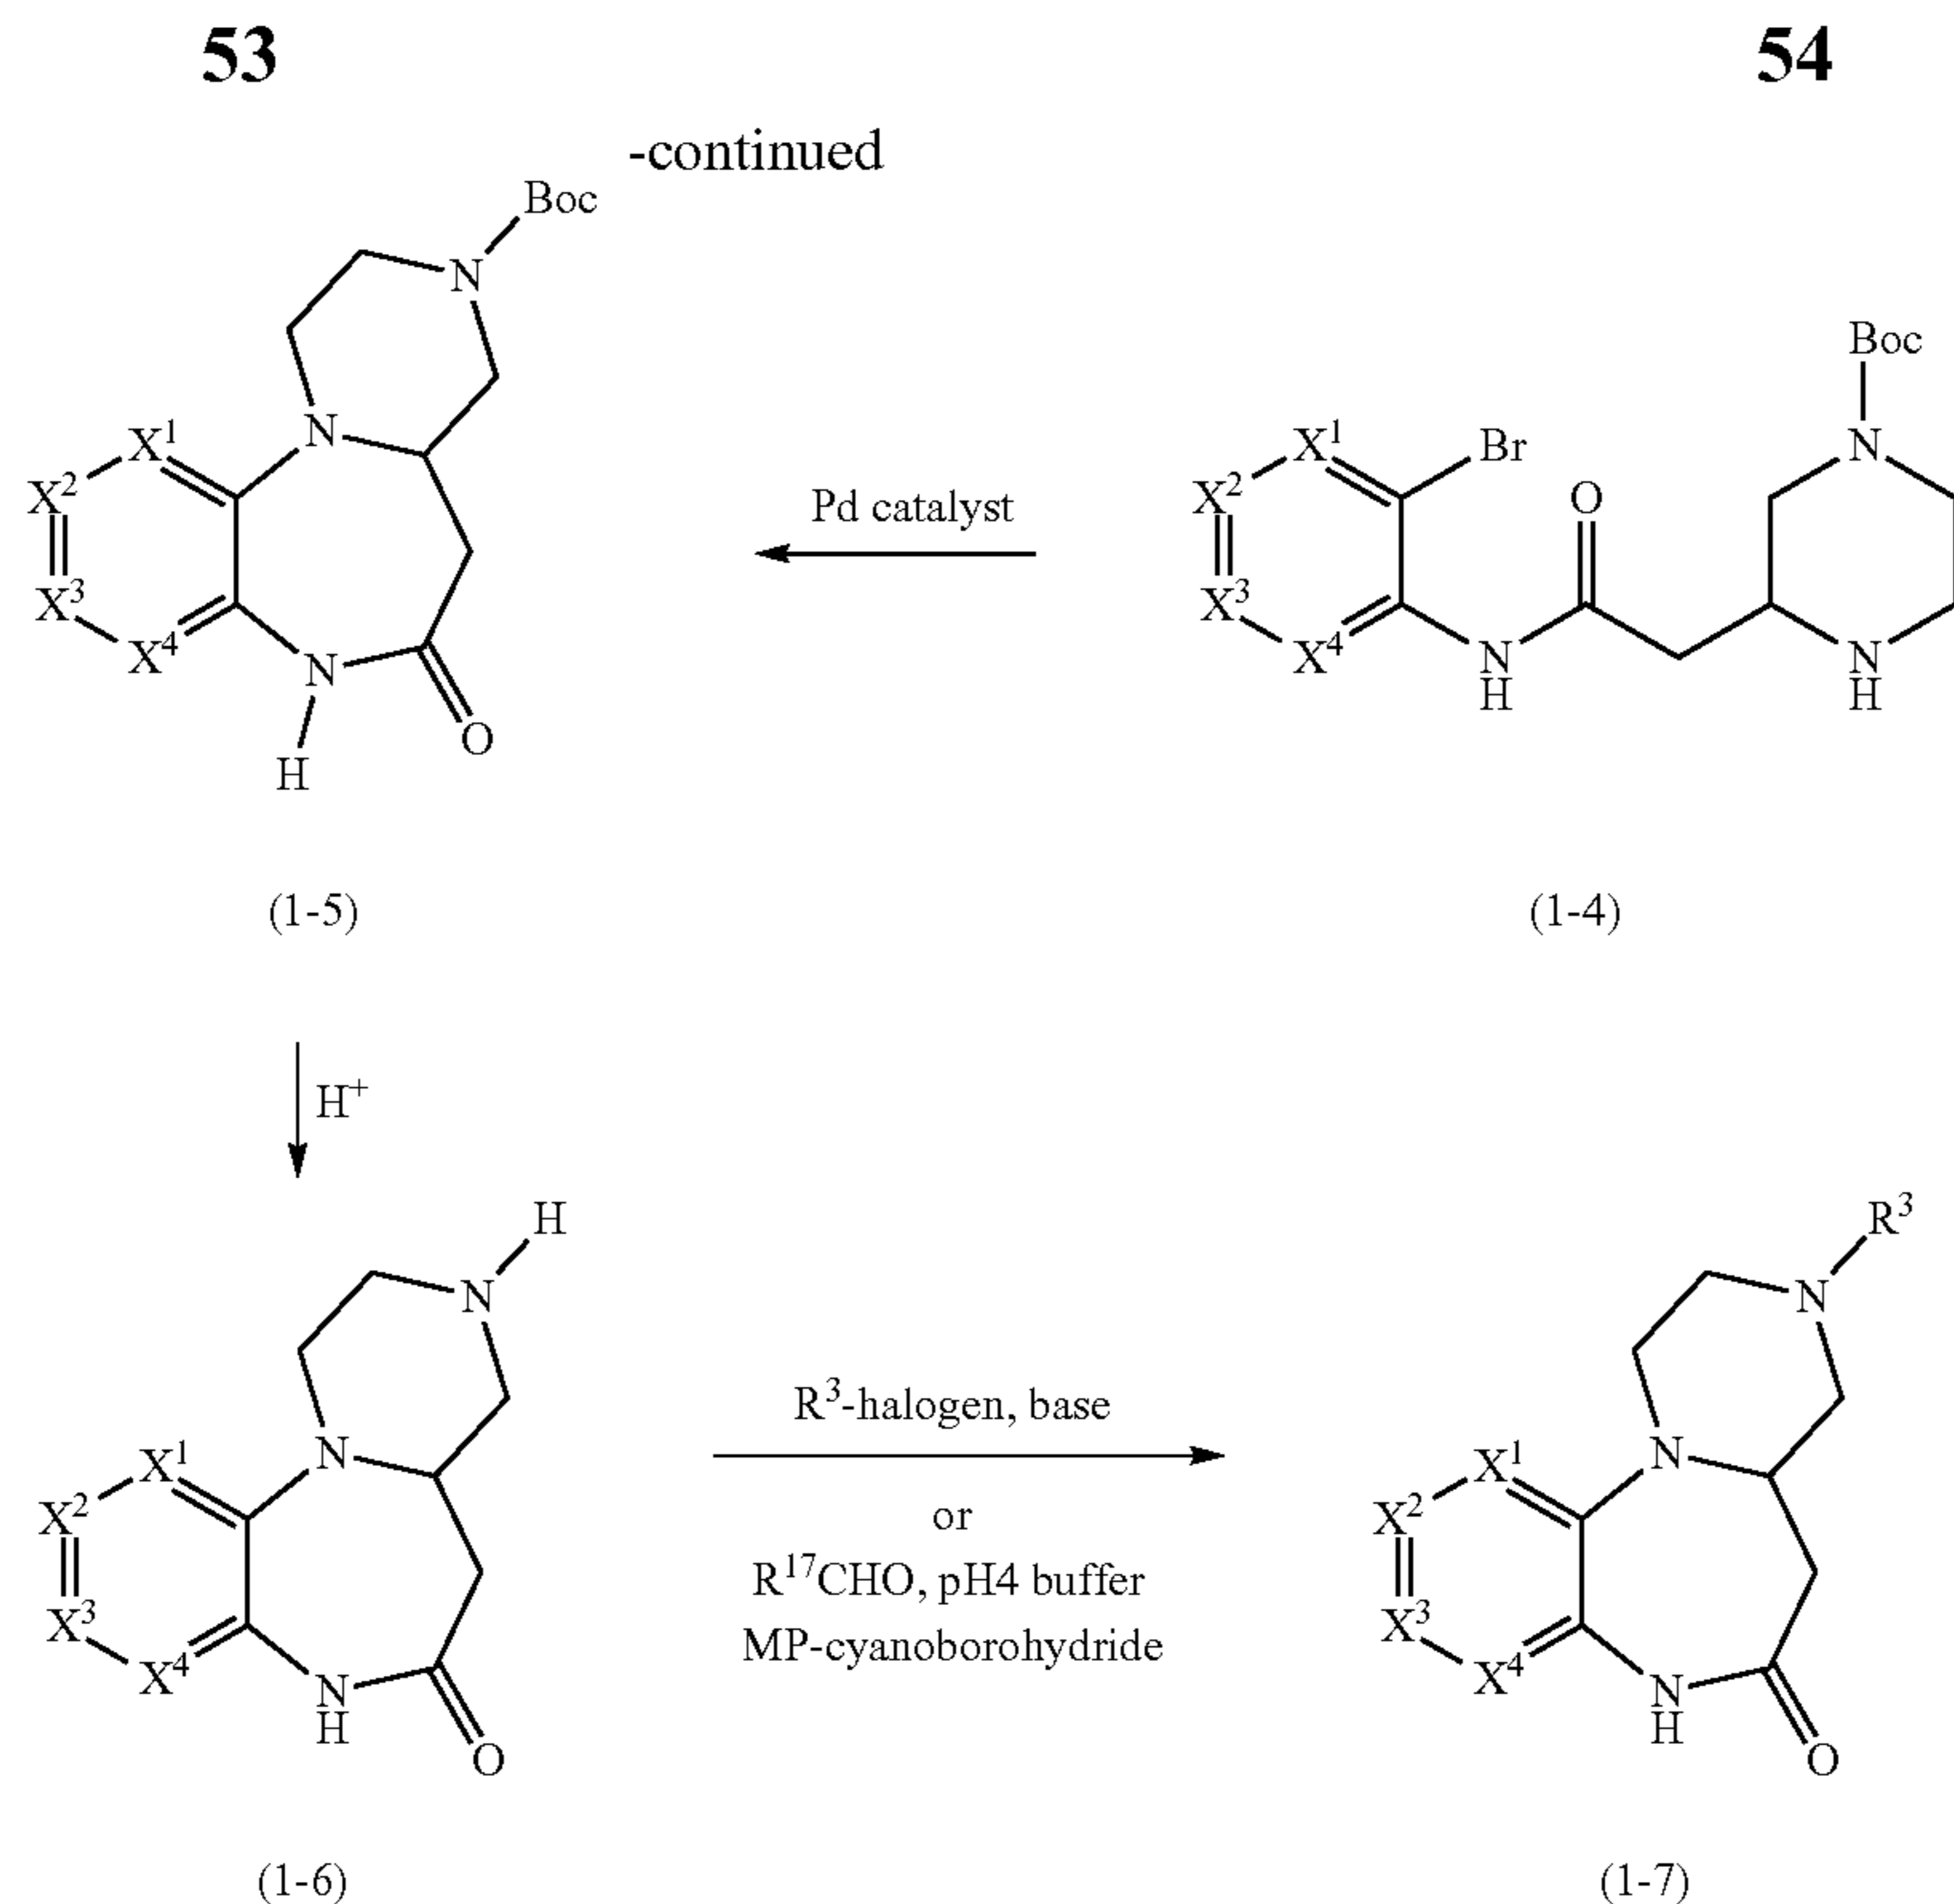 53 54
-continued
Boc
N
Boc
X¹ N X¹ Br N
X² O X²
Pd catalyst
X³ X³
X⁴ N X⁴ N N
H H
O
H
(1-5) (1-4)
H⁺
H R³
N N
R³-halogen, base
X¹ N X¹ N
X² or X²
R¹⁷CHO, pH4 buffer
X³ MP-cyanoborohydride X³
X⁴ N X⁴ N
H H
O O
(1-6) (1-7)